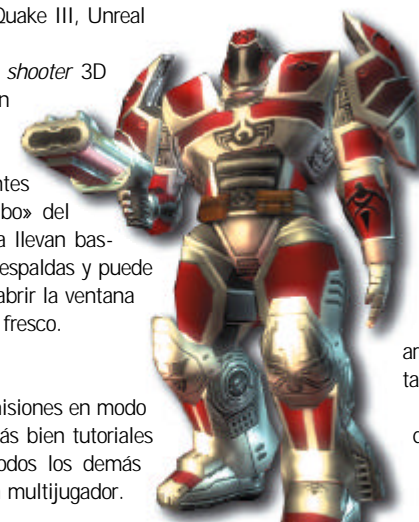 Quake III, Unreal
shooter 3D
n
ntes
bo» del
a llevan bas-
espaldas y puede
abrir la ventana
fresco.
isiones en modo
ás bien tutoriales
odos los demás
multijugador.
ar
ta
c